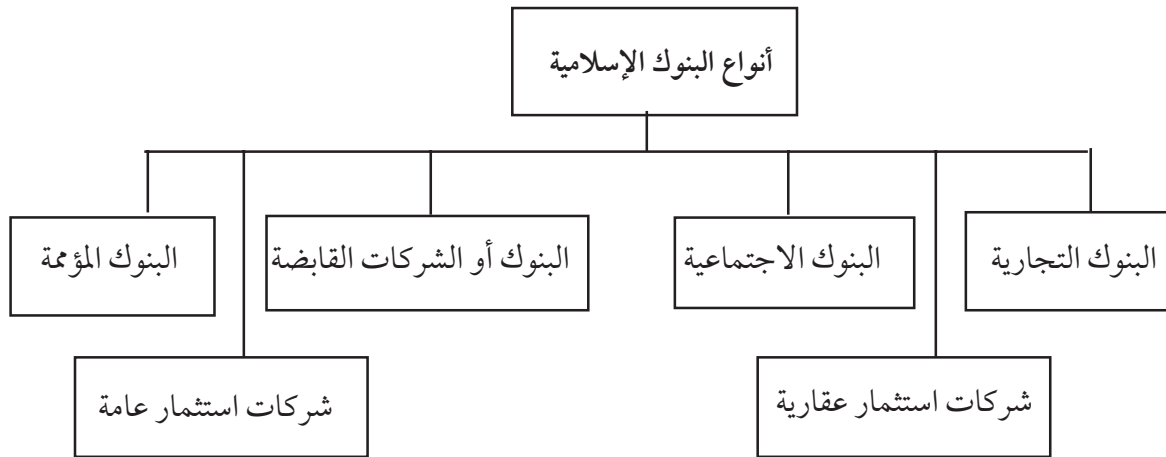 أنواع البنوك الإسلامية
البنوك التجارية
البنوك الاجتماعية
البنوك أو الشركات القابضة
البنوك المؤممة
شركات استثمار عقارية
شركات استثمار عامة